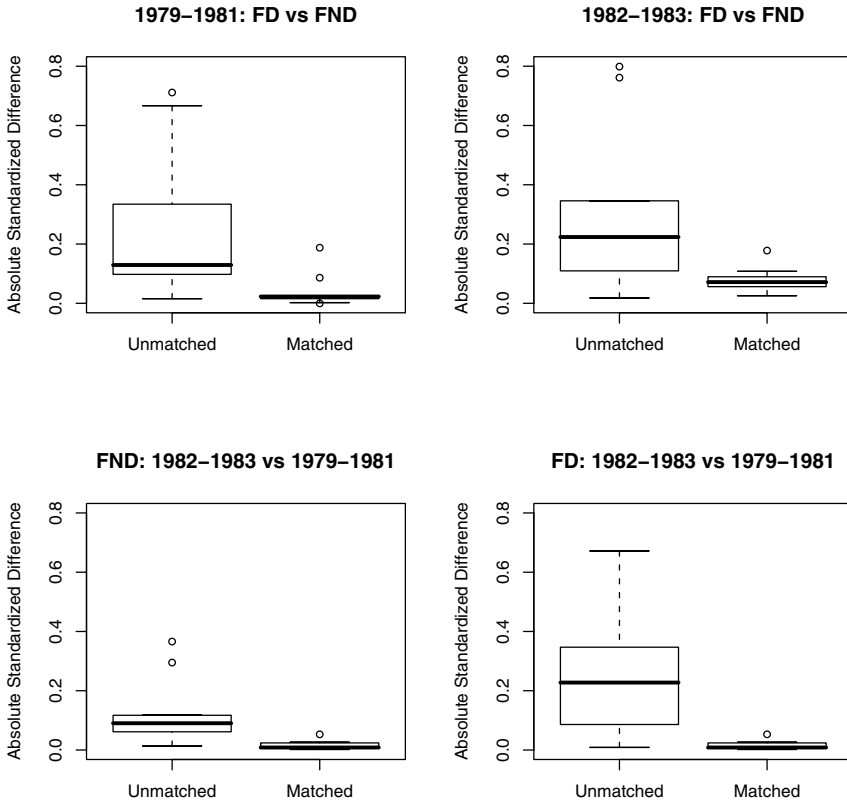 1979−1981: FD vs FND
Absolute Standardized Difference
0.8
0.6
0.4
0.2
0.0
Unmatched Matched
1982−1983: FD vs FND
Absolute Standardized Difference
0.8
0.6
0.4
0.2
0.0
Unmatched Matched
FND: 1982−1983 vs 1979−1981
Absolute Standardized Difference
0.8
0.6
0.4
0.2
0.0
Unmatched Matched
FD: 1982−1983 vs 1979−1981
Absolute Standardized Difference
0.8
0.6
0.4
0.2
0.0
Unmatched Matched